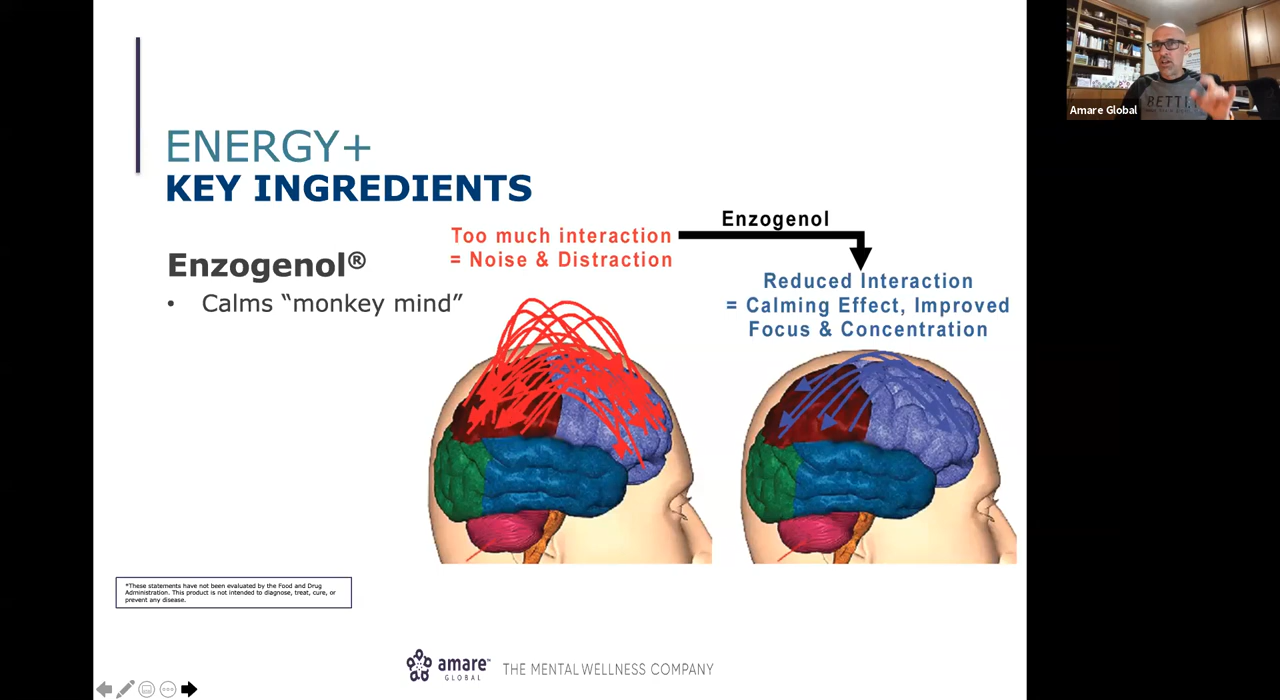 ENERGY+
KEY INGREDIENTS
Enzogenol®
• Calms “monkey mind”
Too much interaction
= Noise & Distraction
Enzogenol
Reduced Interaction
= Calming Effect, Improved
Focus & Concentration
*These statements have not been evaluated by the Food and Drug
Administration. This product is not intended to diagnose, treat, cure, or
prevent any disease.
amare™
GLOBAL
THE MENTAL WELLNESS COMPANY
Amare Global